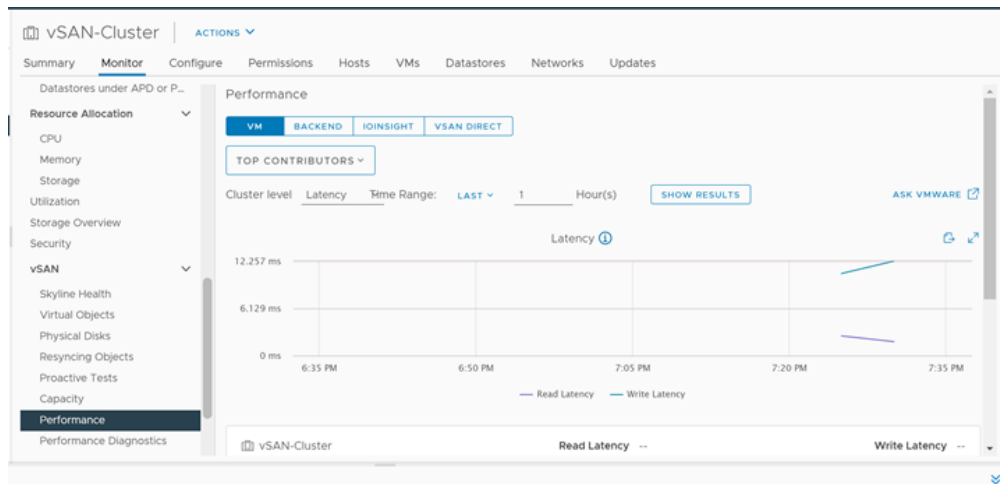 vSAN-Cluster ACTIONS
Summary Monitor Configure Permissions Hosts VMs Datastores Networks Updates
Datastores under APD or P...
Resource Allocation
CPU
Memory
Storage
Utilization
Storage Overview
Security
vSAN
Skyline Health
Virtual Objects
Physical Disks
Resyncing Objects
Proactive Tests
Capacity
Performance
Performance Diagnostics
Performance
VM BACKEND IOINSIGHT VSAN DIRECT
TOP CONTRIBUTORS
Cluster level Latency Time Range: LAST 1 Hour(s) SHOW RESULTS ASK VMWARE
Latency
12.257 ms
6.129 ms
0 ms
6:35 PM 6:50 PM 7:05 PM 7:20 PM 7:35 PM
Read Latency Write Latency
vSAN-Cluster Read Latency -- Write Latency --